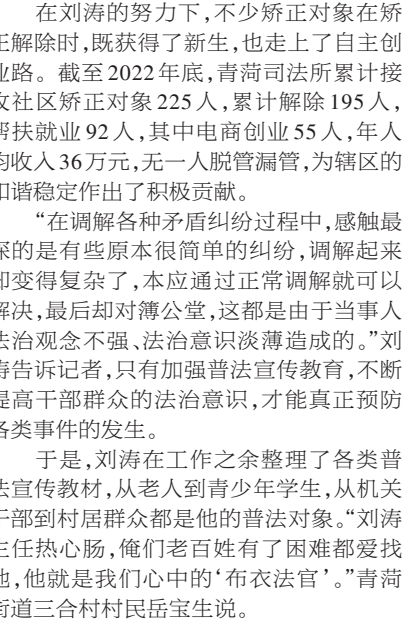 在刘涛的努力下,不少矫正对象在矫
正解除时,既获得了新生,也走上了自主创
业路。截至2022年底,青菏司法所累计接
收社区矫正对象225人,累计解除195人,
帮扶就业92人,其中电商创业55人,年人
均收入36万元,无一人脱管漏管,为辖区的
和谐稳定作出了积极贡献。
“在调解各种矛盾纠纷过程中,感触最
深的是有些原本很简单的纠纷,调解起来
却变得复杂了,本应通过正常调解就可以
解决,最后却对簿公堂,这都是由于当事人
法治观念不强、法治意识淡薄造成的。”刘
涛告诉记者,只有加强普法宣传教育,不断
提高干部群众的法治意识,才能真正预防
各类事件的发生。
于是,刘涛在工作之余整理了各类普
法宣传教材,从老人到青少年学生,从机关
干部到村居群众都是他的普法对象。“刘涛
主任热心肠,俺们老百姓有了困难都爱找
他,他就是我们心中的‘布衣法官’。”青菏
街道三合村村民岳宝生说。